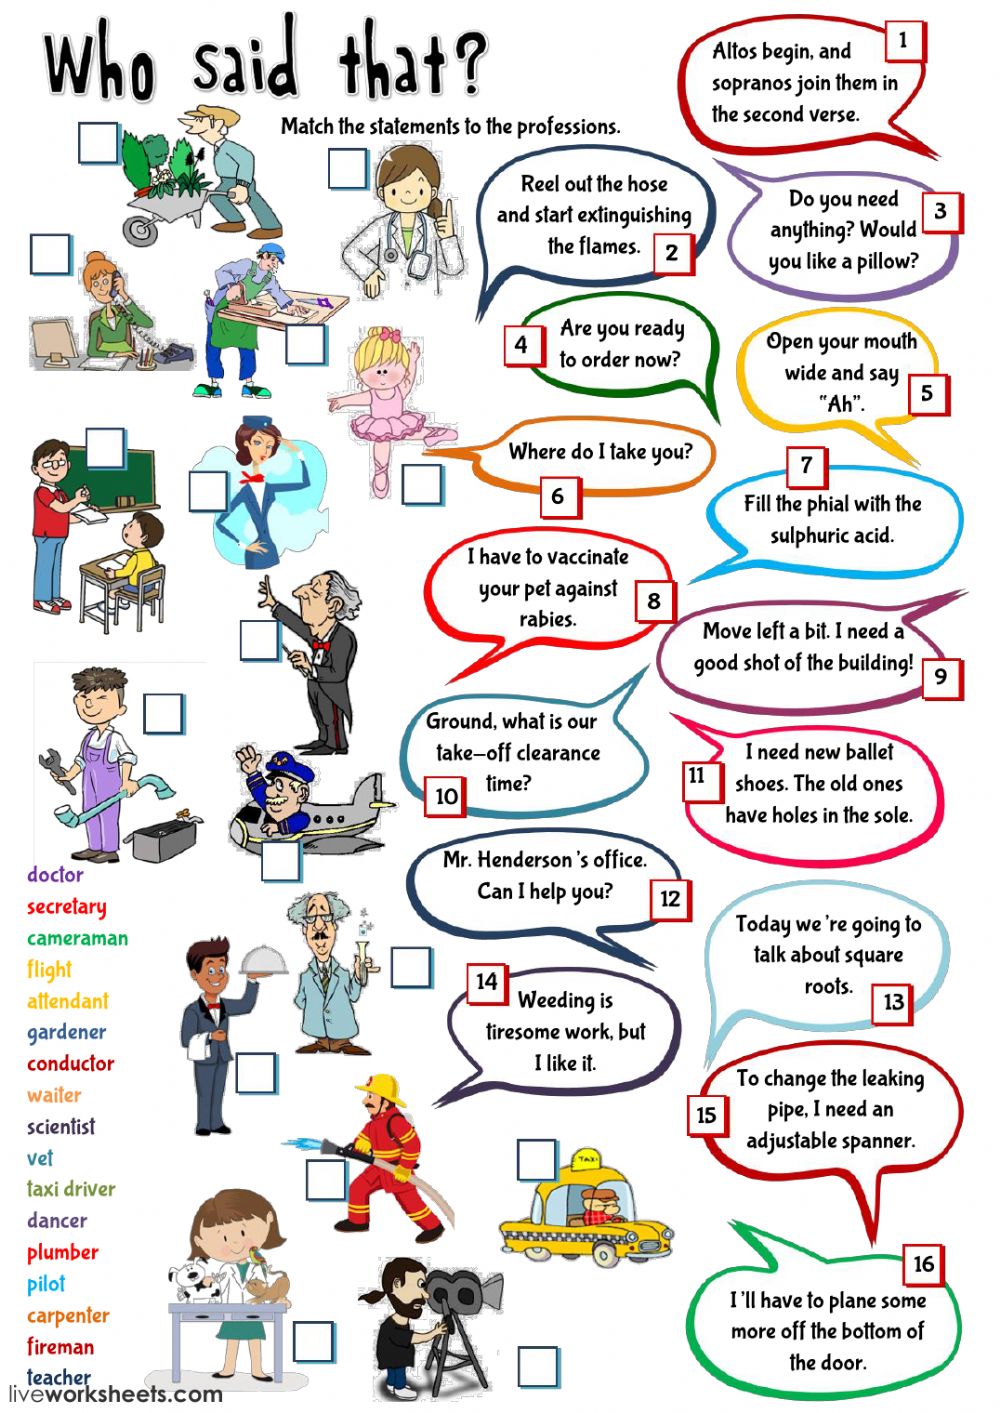 Who said that?
Match the statements to the professions.
1
Altos begin, and
sopranos join them in
the second verse.
Reel out the hose
and start extinguishing
the flames.
2
Do you need
anything? Would
you like a pillow?
3
4
Are you ready
to order now?
Open your mouth
wide and say
“Ah”.
5
Where do I take you?
6
7
Fill the phial with the
sulphuric acid.
I have to vaccinate
your pet against
rabies.
8
Move left a bit. I need a
good shot of the building!
9
Ground, what is our
take–off clearance
time?
10
I need new ballet
shoes. The old ones
have holes in the sole.
11
Mr. Henderson's office.
Can I help you?
12
Today we're going to
talk about square
roots.
13
14
Weeding is
tiresome work, but
I like it.
To change the leaking
pipe, I need an
adjustable spanner.
15
16
I'll have to plane some
more off the bottom of
the door.
TAXI
doctor
secretary
cameraman
flight
attendant
gardener
conductor
waiter
scientist
vet
taxi driver
dancer
plumber
pilot
carpenter
fireman
teacher
liveworksheets.com